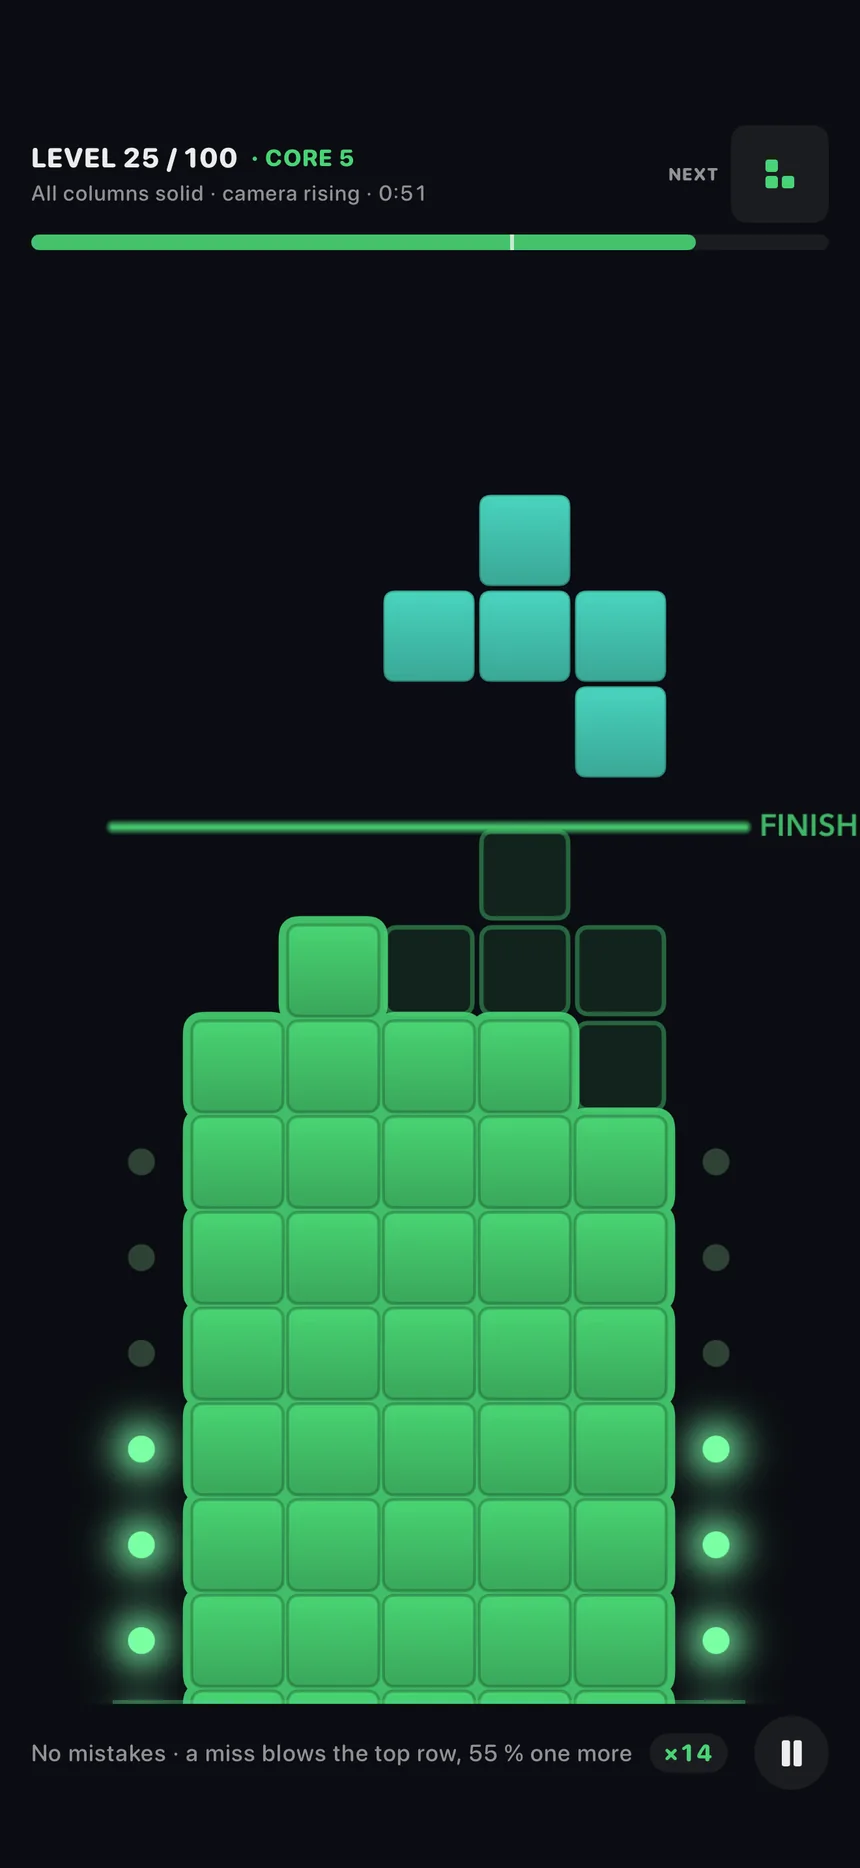 LEVEL 25 / 100 · CORE 5
All columns solid · camera rising · 0:51
NEXT
FINISH
No mistakes · a miss blows the top row, 55 % one more
×14